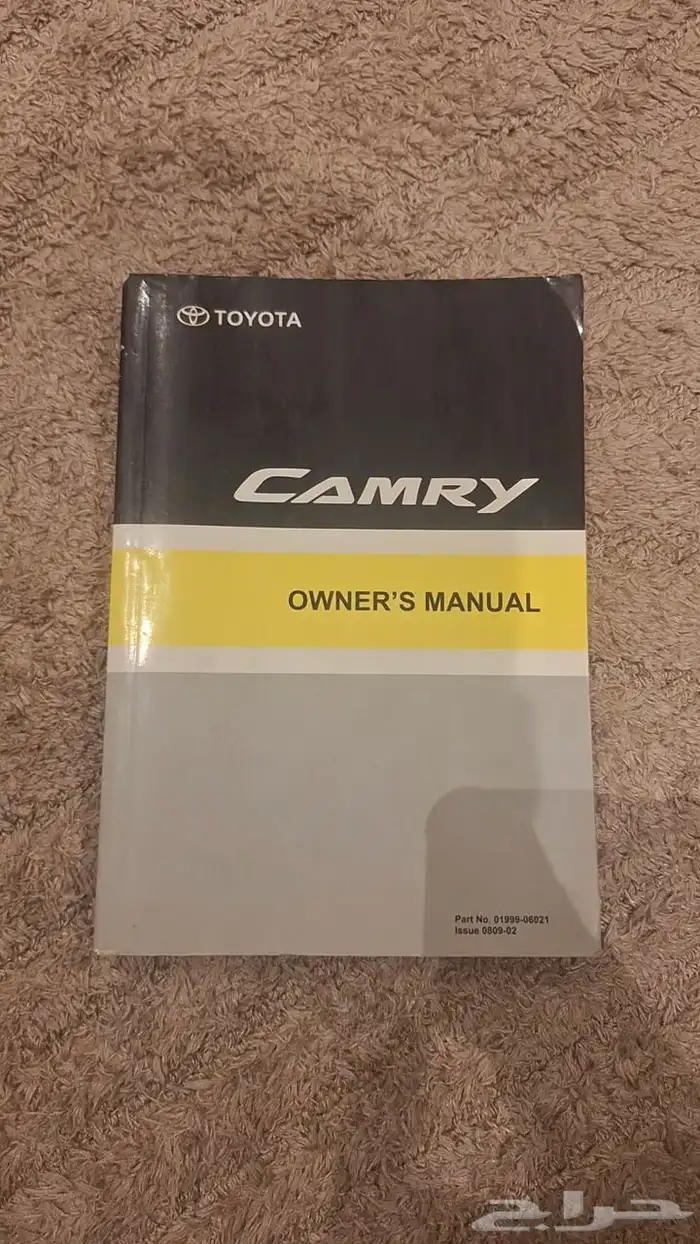 TOYOTA
CAMRY
OWNER'S MANUAL
Part No. 01999-06021
Issue 0809-02
حراج